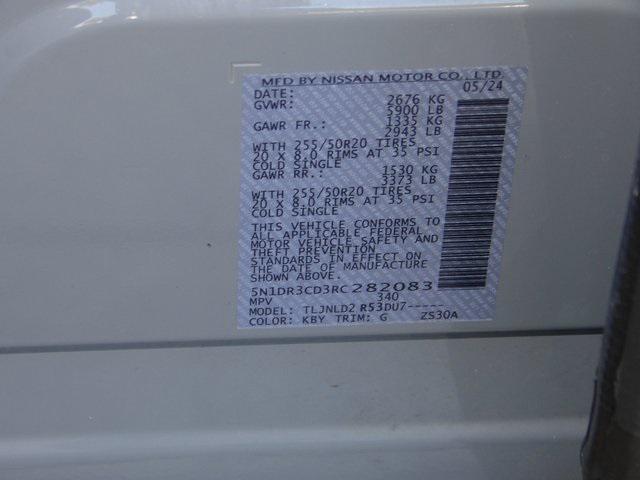 MFD BY NISSAN MOTOR CO., LTD.
DATE: 05/24
GVWR: 2676 KG
5900 LB
GAWR FR.: 1335 KG
2943 LB
WITH 255/50R20 TIRES
20 X 8.0 RIMS AT 35 PSI
COLD SINGLE
GAWR RR.: 1530 KG
3373 LB
WITH 255/50R20 TIRES
20 X 8.0 RIMS AT 35 PSI
COLD SINGLE
THIS VEHICLE CONFORMS TO
ALL APPLICABLE FEDERAL
MOTOR VEHICLE SAFETY AND
THEFT PREVENTION
STANDARDS IN EFFECT ON
THE DATE OF MANUFACTURE
SHOWN ABOVE.
5N1DR3CD3RC282083
MPV 340
MODEL: TLJNLD2 R53DU7-----
COLOR: KBY TRIM: G ZS30A